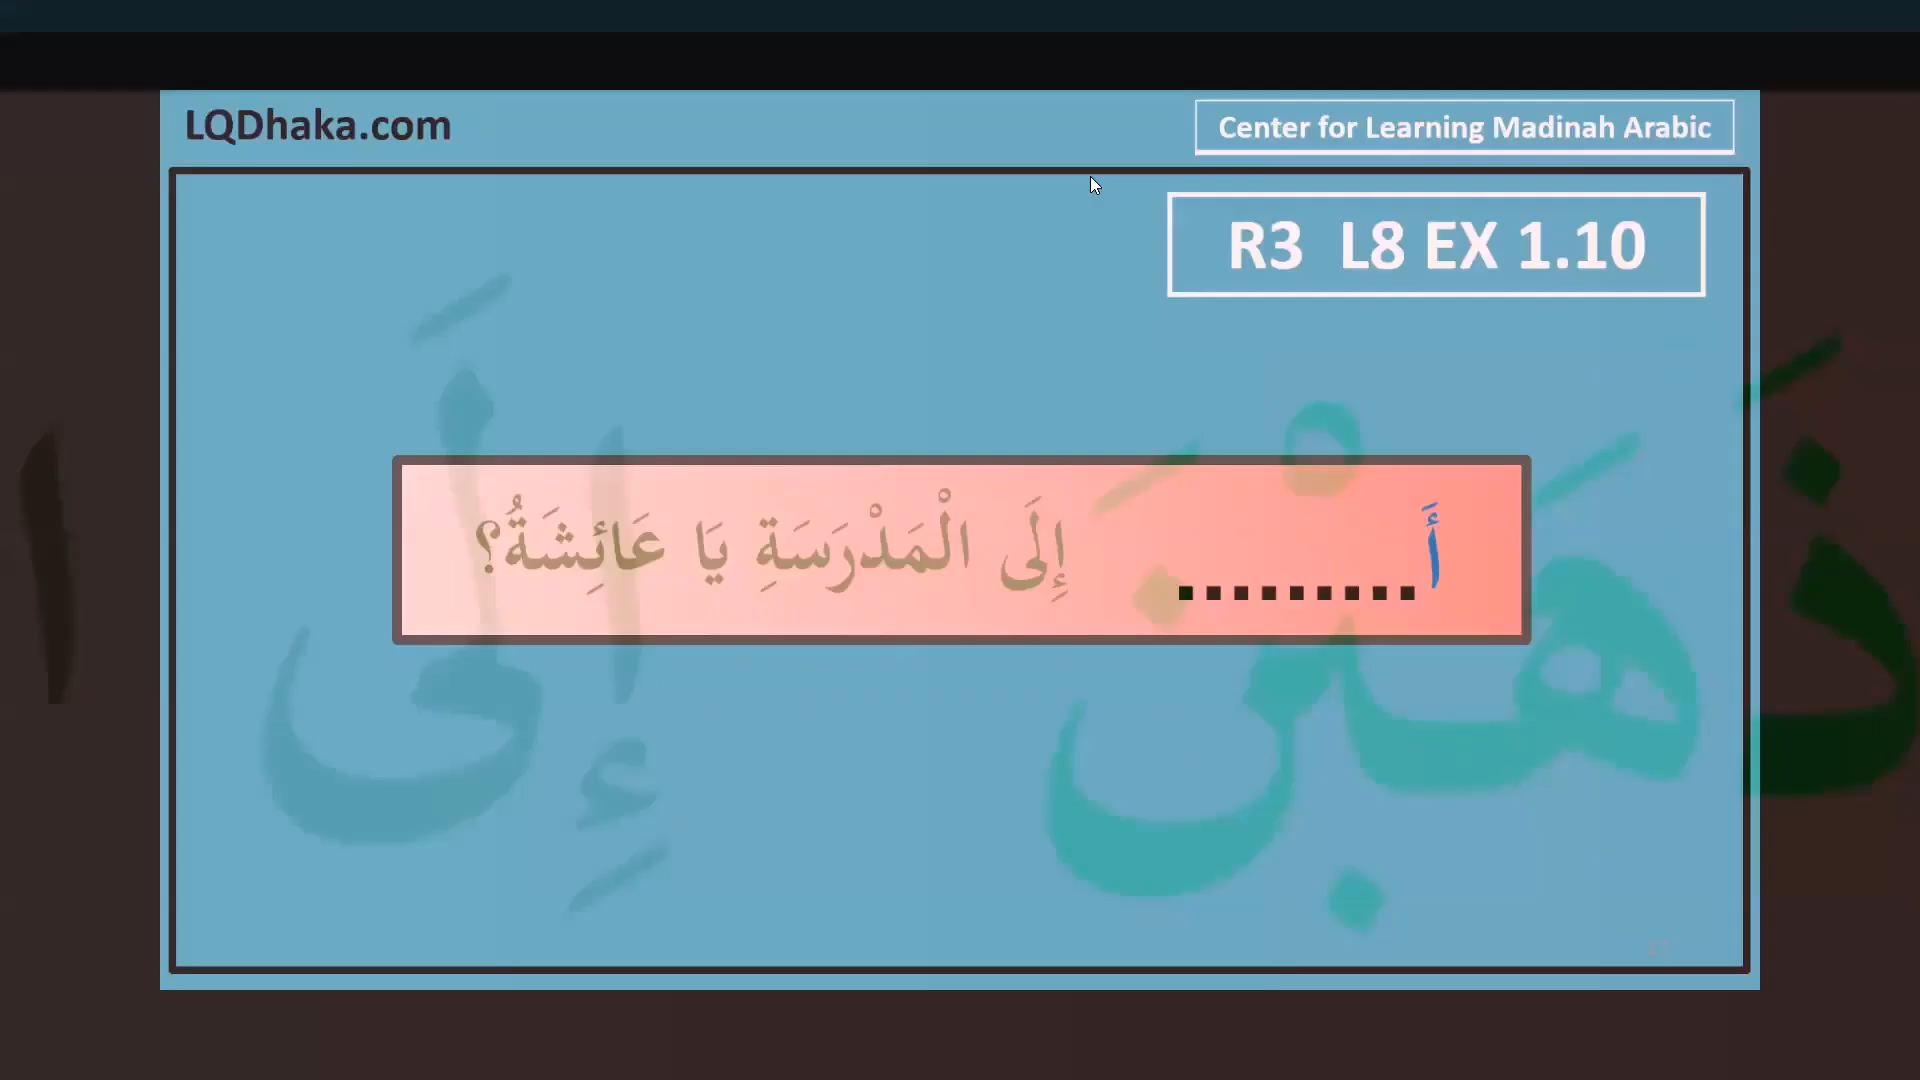 LQDhaka.com
Center for Learning Madinah Arabic
R3 L8 EX 1.10
أَ......... إِلَى الْمَدْرَسَةِ يَا عَائِشَةُ؟
ذَهَبْنَ إِلَى ا